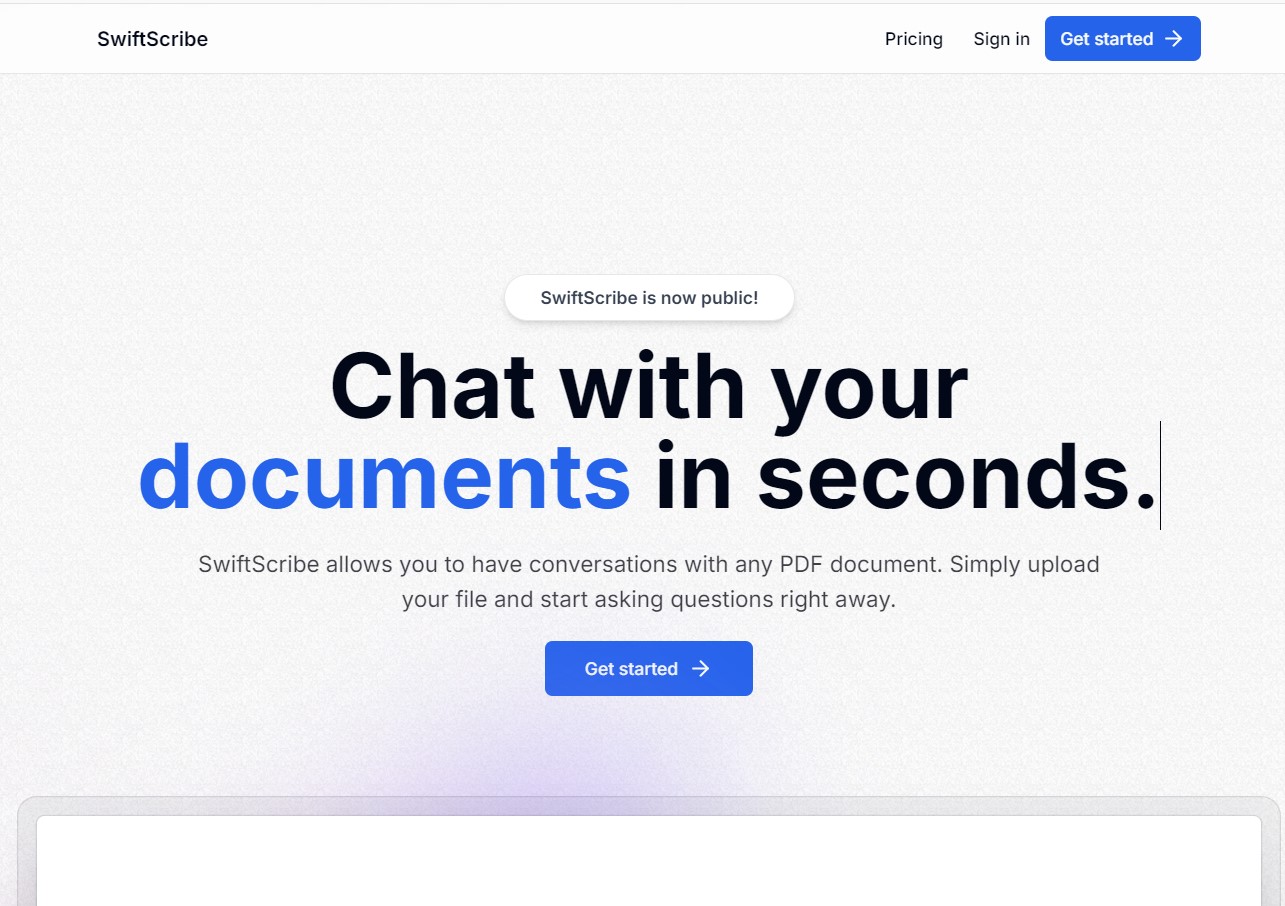 SwiftScribe
Pricing
Sign in
Get started
SwiftScribe is now public!
Chat with your
documents in seconds.
SwiftScribe allows you to have conversations with any PDF document. Simply upload
your file and start asking questions right away.
Get started